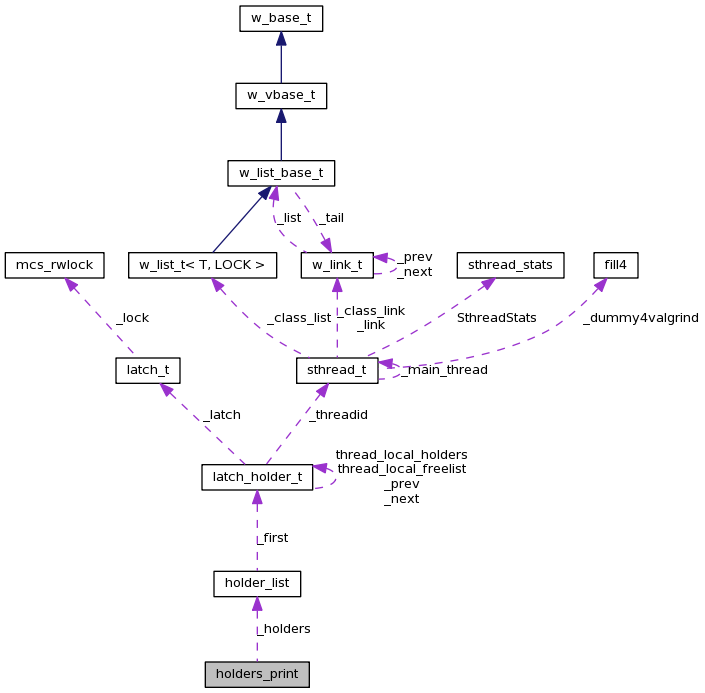 w_base_t
w_vbase_t
w_list_base_t
_list
_tail
mcs_rwlock
w_list_t< T, LOCK >
w_link_t
_prev
_next
sthread_stats
fill4
_lock
_class_list
_class_link
_link
SthreadStats
_dummy4valgrind
latch_t
sthread_t
_main_thread
_latch
_threadid
latch_holder_t
thread_local_holders
thread_local_freelist
_prev
_next
_first
holder_list
_holders
holders_print